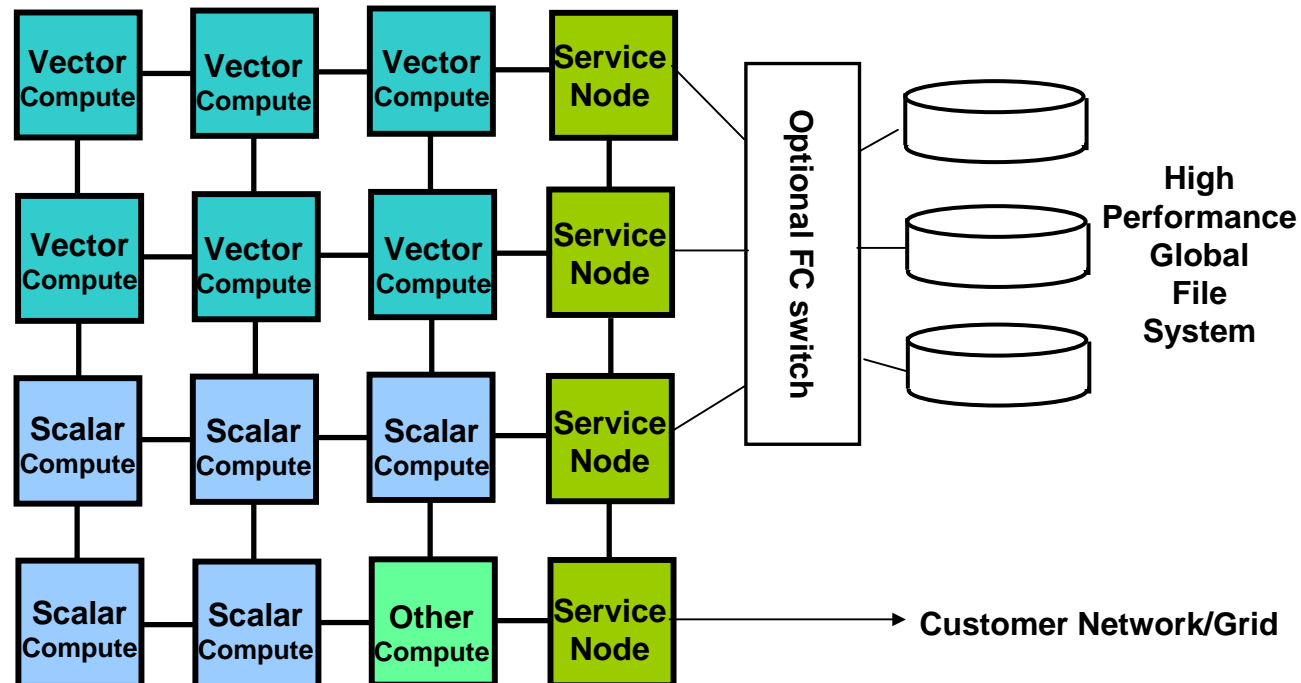 Vector
Compute
Vector
Compute
Vector
Compute
Service
Node
Vector
Compute
Vector
Compute
Vector
Compute
Service
Node
Scalar
Compute
Scalar
Compute
Scalar
Compute
Service
Node
Scalar
Compute
Scalar
Compute
Other
Compute
Service
Node
Optional FC switch
High
Performance
Global
File
System
Customer Network/Grid